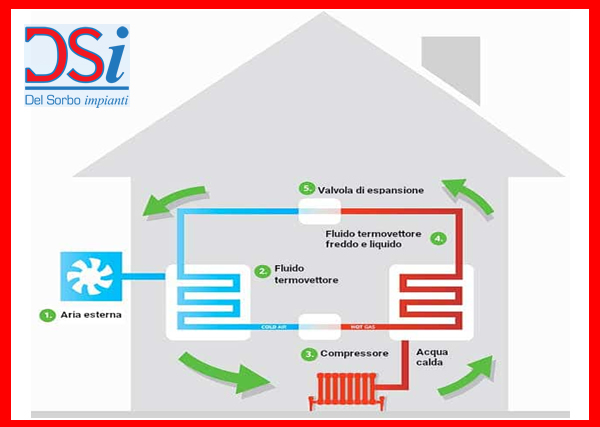 DSi
Del Sorbo impianti
5. Valvola di espansione
Fluido termovettore
freddo e liquido
4.
2. Fluido
termovettore
1. Aria esterna
COLD AIR
HOT GAS
3. Compressore
Acqua
calda